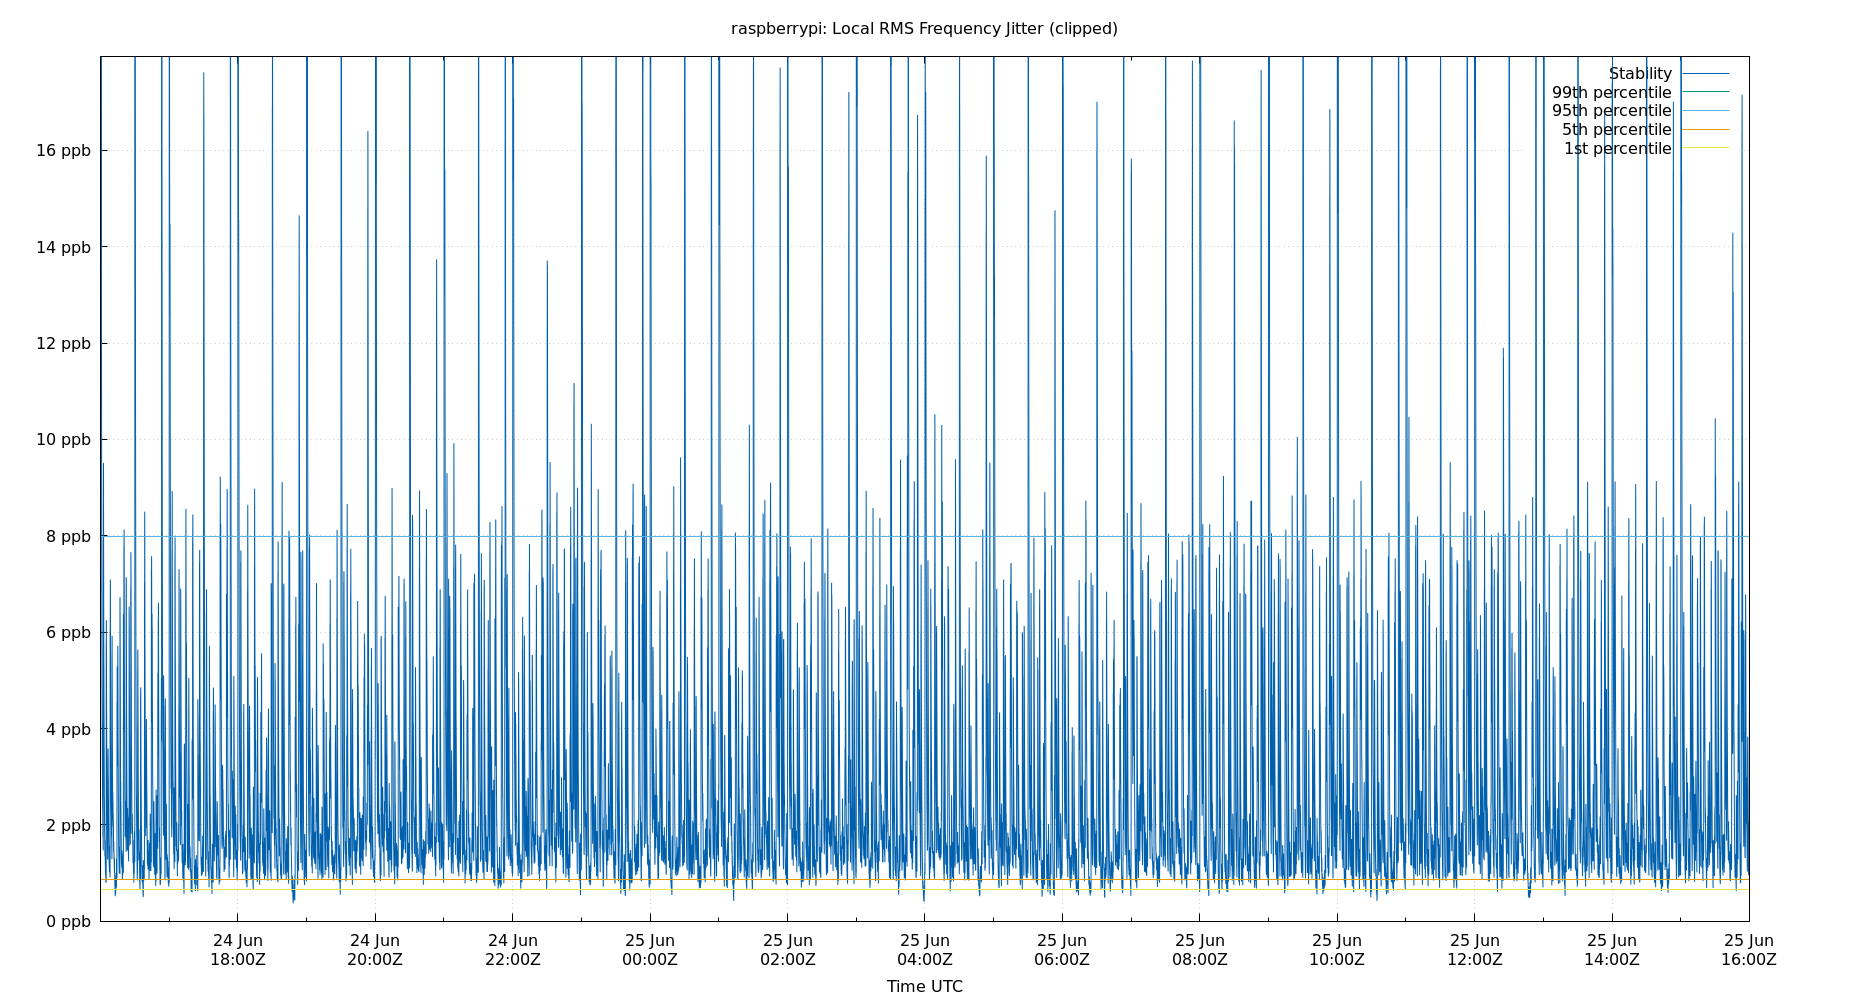 raspberrypi: Local RMS Frequency Jitter (clipped)
Stability
99th percentile
95th percentile
5th percentile
1st percentile
16 ppb
14 ppb
12 ppb
10 ppb
8 ppb
6 ppb
4 ppb
2 ppb
0 ppb
24 Jun 24 Jun 24 Jun 25 Jun 25 Jun 25 Jun 25 Jun 25 Jun 25 Jun 25 Jun 25 Jun 25 Jun
18:00Z 20:00Z 22:00Z 00:00Z 02:00Z 04:00Z 06:00Z 08:00Z 10:00Z 12:00Z 14:00Z 16:00Z
Time UTC